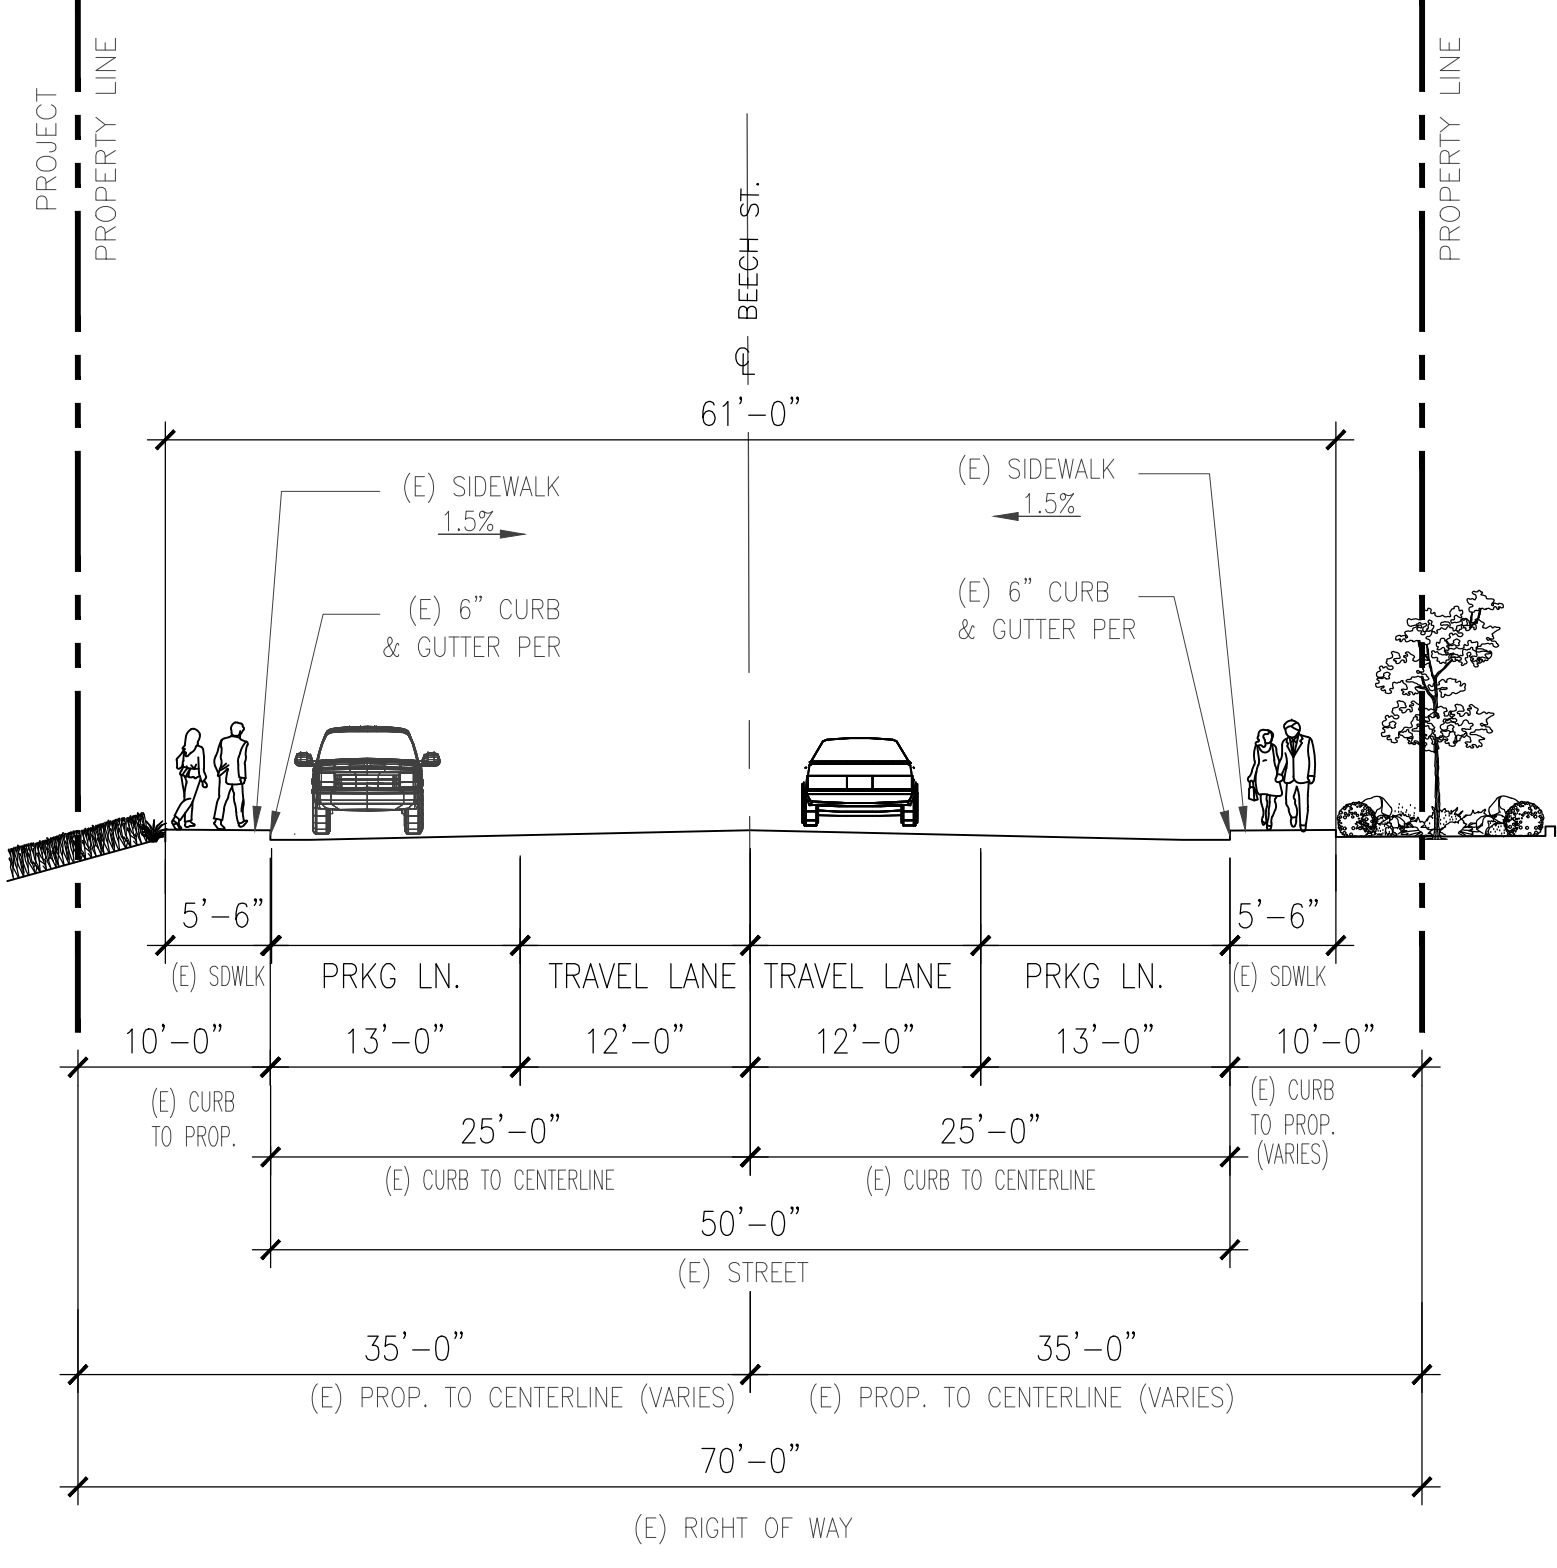 PROJECT
PROPERTY LINE
PROPERTY LINE
℄ BEECH ST.
61'-0"
(E) SIDEWALK
1.5%
(E) SIDEWALK
1.5%
(E) 6" CURB
& GUTTER PER
(E) 6" CURB
& GUTTER PER
5'-6"
5'-6"
(E) SDWLK
PRKG LN.
TRAVEL LANE
TRAVEL LANE
PRKG LN.
(E) SDWLK
10'-0"
13'-0"
12'-0"
12'-0"
13'-0"
10'-0"
(E) CURB
TO PROP.
(E) CURB
TO PROP.
(VARIES)
25'-0"
25'-0"
(E) CURB TO CENTERLINE
(E) CURB TO CENTERLINE
50'-0"
(E) STREET
35'-0"
35'-0"
(E) PROP. TO CENTERLINE (VARIES)
(E) PROP. TO CENTERLINE (VARIES)
70'-0"
(E) RIGHT OF WAY